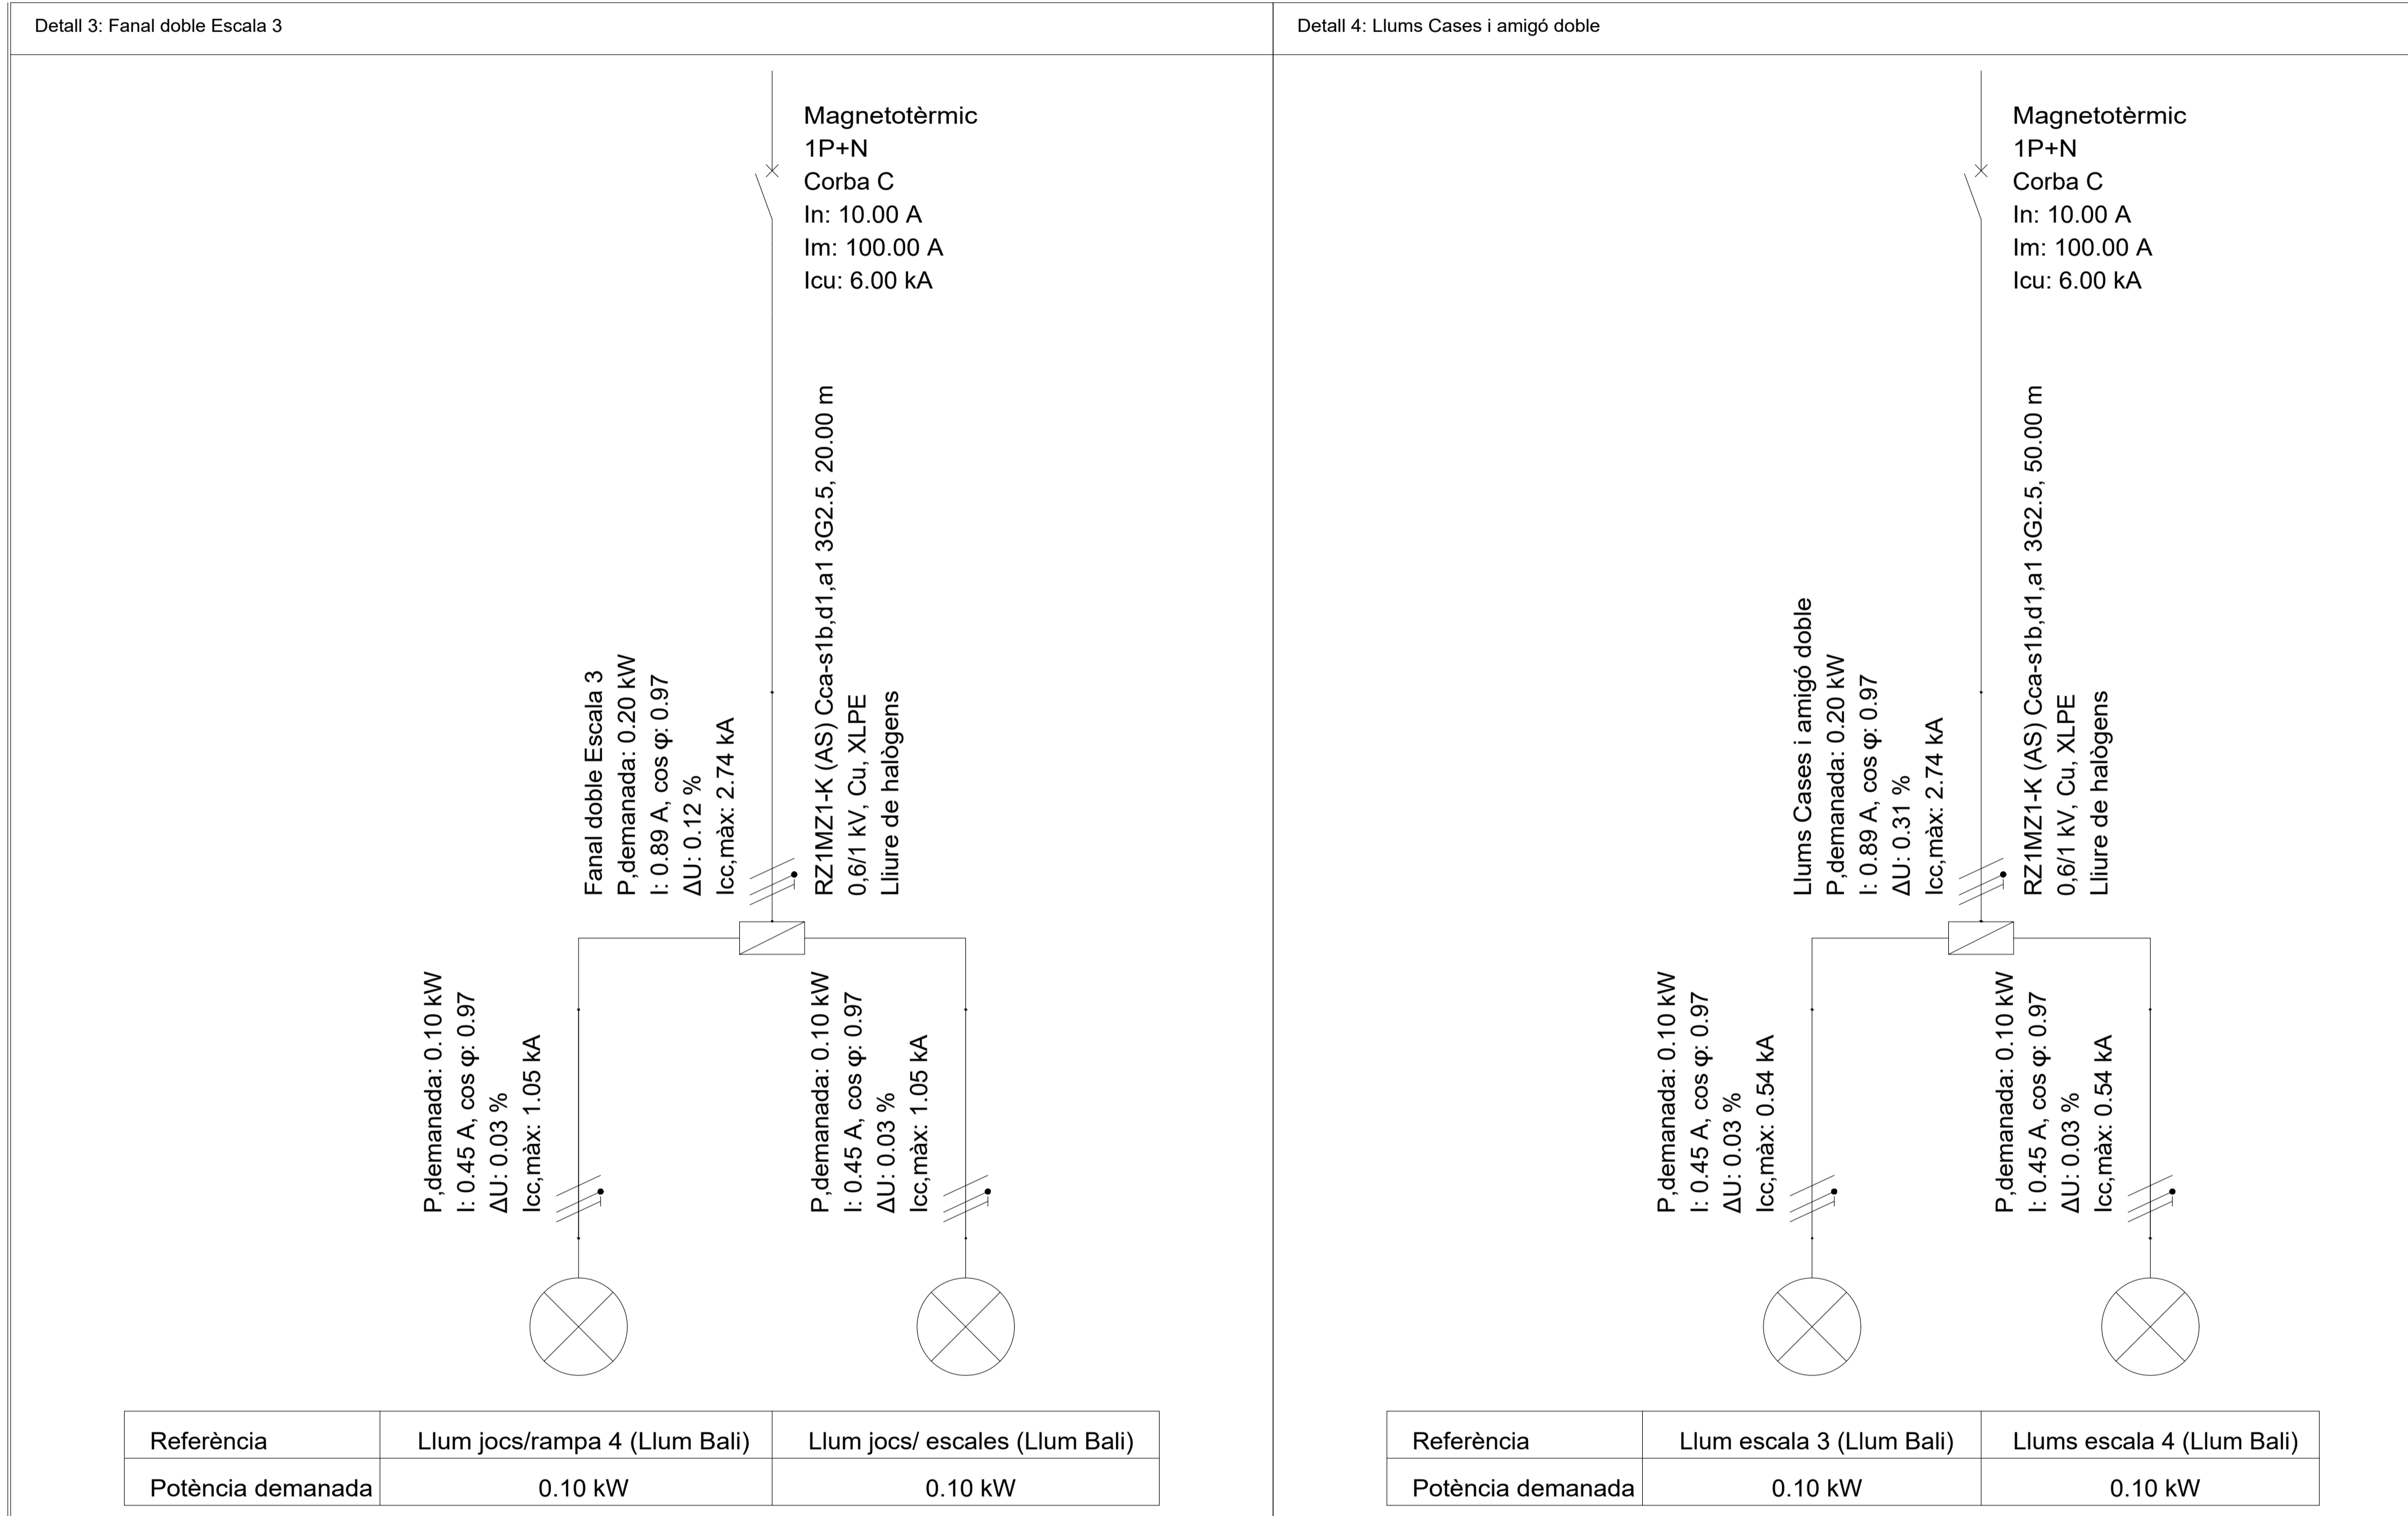 Detall 3: Fanal doble Escala 3
Magnetotèrmic
1P+N
Corba C
In: 10.00 A
Im: 100.00 A
Icu: 6.00 kA
Fanal doble Escala 3
P,demanada: 0.20 kW
I: 0.89 A, cos φ: 0.97
ΔU: 0.12 %
Icc,màx: 2.74 kA
RZ1MZ1-K (AS) Cca-s1b,d1,a1 3G2.5, 20.00 m
0,6/1 kV, Cu, XLPE
Lliure de halògens
P,demanada: 0.10 kW
I: 0.45 A, cos φ: 0.97
ΔU: 0.03 %
Icc,màx: 1.05 kA
P,demanada: 0.10 kW
I: 0.45 A, cos φ: 0.97
ΔU: 0.03 %
Icc,màx: 1.05 kA
Referència Llum jocs/rampa 4 (Llum Bali) Llum jocs/ escales (Llum Bali)
Potència demanada 0.10 kW 0.10 kW
Detall 4: Llums Cases i amigó doble
Magnetotèrmic
1P+N
Corba C
In: 10.00 A
Im: 100.00 A
Icu: 6.00 kA
Llums Cases i amigó doble
P,demanada: 0.20 kW
I: 0.89 A, cos φ: 0.97
ΔU: 0.31 %
Icc,màx: 2.74 kA
RZ1MZ1-K (AS) Cca-s1b,d1,a1 3G2.5, 50.00 m
0,6/1 kV, Cu, XLPE
Lliure de halògens
P,demanada: 0.10 kW
I: 0.45 A, cos φ: 0.97
ΔU: 0.03 %
Icc,màx: 0.54 kA
P,demanada: 0.10 kW
I: 0.45 A, cos φ: 0.97
ΔU: 0.03 %
Icc,màx: 0.54 kA
Referència Llum escala 3 (Llum Bali) Llums escala 4 (Llum Bali)
Potència demanada 0.10 kW 0.10 kW